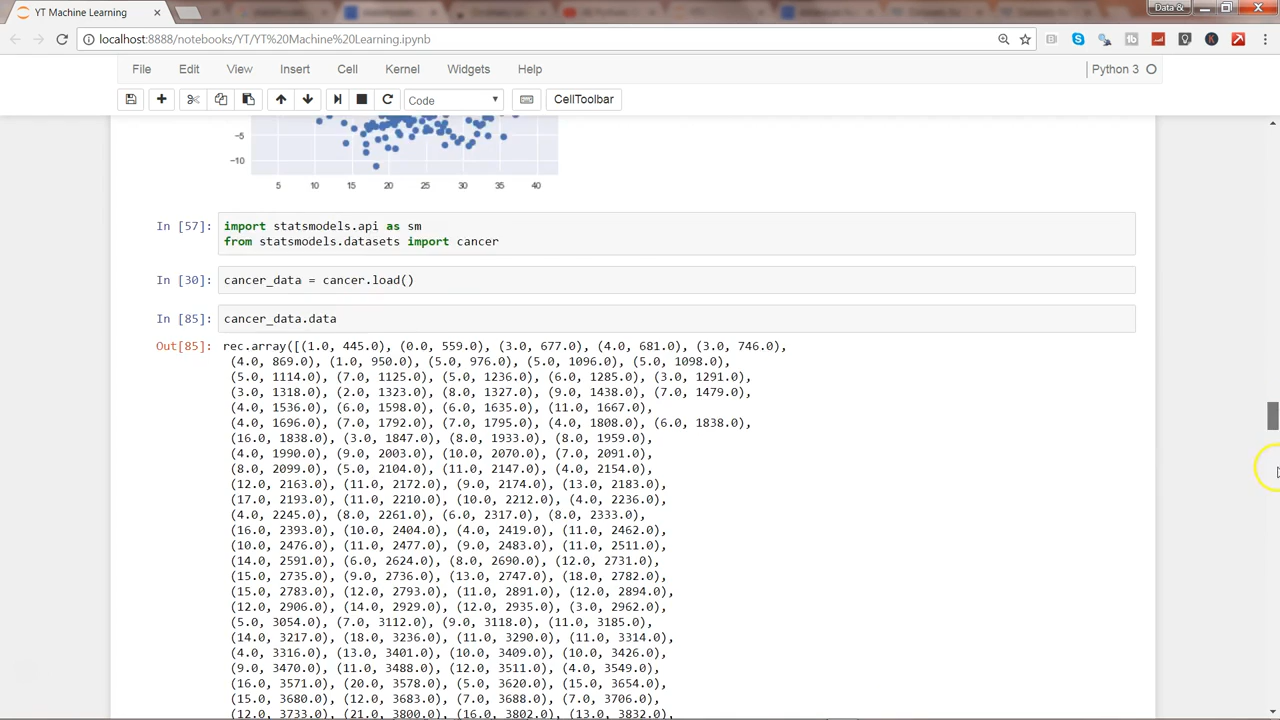 YT Machine Learning
Data &
localhost:8888/notebooks/YT/YT%20Machine%20Learning.ipynb
File Edit View Insert Cell Kernel Widgets Help Python 3
Code CellToolbar
−5
−10
5 10 15 20 25 30 35 40
In [57]: import statsmodels.api as sm
from statsmodels.datasets import cancer
In [30]: cancer_data = cancer.load()
In [85]: cancer_data.data
Out[85]: rec.array([(1.0, 445.0), (0.0, 559.0), (3.0, 677.0), (4.0, 681.0), (3.0, 746.0),
(4.0, 869.0), (1.0, 950.0), (5.0, 976.0), (5.0, 1096.0), (5.0, 1098.0),
(5.0, 1114.0), (7.0, 1125.0), (5.0, 1236.0), (6.0, 1285.0), (3.0, 1291.0),
(3.0, 1318.0), (2.0, 1323.0), (8.0, 1327.0), (9.0, 1438.0), (7.0, 1479.0),
(4.0, 1536.0), (6.0, 1598.0), (6.0, 1635.0), (11.0, 1667.0),
(4.0, 1696.0), (7.0, 1792.0), (7.0, 1795.0), (4.0, 1808.0), (6.0, 1838.0),
(16.0, 1838.0), (3.0, 1847.0), (8.0, 1933.0), (8.0, 1959.0),
(4.0, 1990.0), (9.0, 2003.0), (10.0, 2070.0), (7.0, 2091.0),
(8.0, 2099.0), (5.0, 2104.0), (11.0, 2147.0), (4.0, 2154.0),
(12.0, 2163.0), (11.0, 2172.0), (9.0, 2174.0), (13.0, 2183.0),
(17.0, 2193.0), (11.0, 2210.0), (10.0, 2212.0), (4.0, 2236.0),
(4.0, 2245.0), (8.0, 2261.0), (6.0, 2317.0), (8.0, 2333.0),
(16.0, 2393.0), (10.0, 2404.0), (4.0, 2419.0), (11.0, 2462.0),
(10.0, 2476.0), (11.0, 2477.0), (9.0, 2483.0), (11.0, 2511.0),
(14.0, 2591.0), (6.0, 2624.0), (8.0, 2690.0), (12.0, 2731.0),
(15.0, 2735.0), (9.0, 2736.0), (13.0, 2747.0), (18.0, 2782.0),
(15.0, 2783.0), (12.0, 2793.0), (11.0, 2891.0), (12.0, 2894.0),
(12.0, 2906.0), (14.0, 2929.0), (12.0, 2935.0), (3.0, 2962.0),
(5.0, 3054.0), (7.0, 3112.0), (9.0, 3118.0), (11.0, 3185.0),
(14.0, 3217.0), (18.0, 3236.0), (11.0, 3290.0), (11.0, 3314.0),
(4.0, 3316.0), (13.0, 3401.0), (10.0, 3409.0), (10.0, 3426.0),
(9.0, 3470.0), (11.0, 3488.0), (12.0, 3511.0), (4.0, 3549.0),
(16.0, 3571.0), (20.0, 3578.0), (5.0, 3620.0), (15.0, 3654.0),
(15.0, 3680.0), (12.0, 3683.0), (7.0, 3688.0), (7.0, 3706.0),
(12.0, 3733.0), (21.0, 3800.0), (16.0, 3802.0), (13.0, 3832.0),